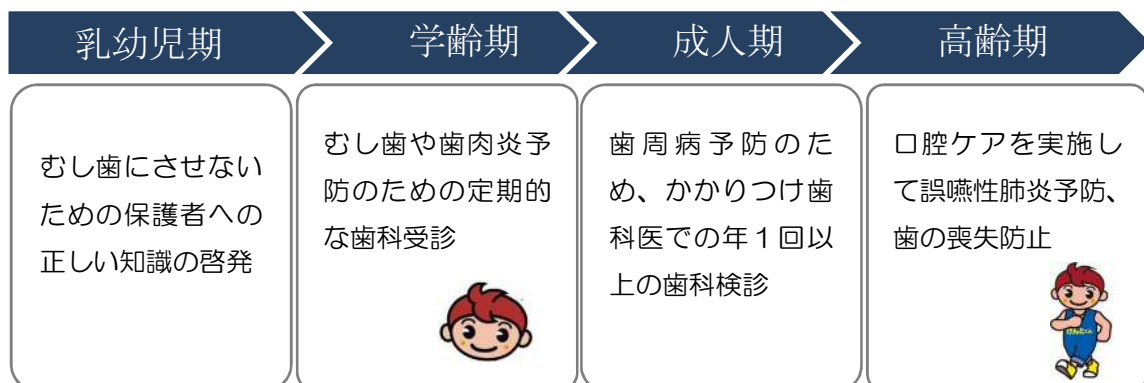 乳幼児期
学齢期
成人期
高齢期
むし歯にさせない
ための保護者への
正しい知識の啓発
むし歯や歯肉炎予
防のための定期的
な歯科受診
歯周病予防のた
め、かかりつけ歯
科医での年１回以
上の歯科検診
口腔ケアを実施し
て誤嚥性肺炎予防、
歯の喪失防止